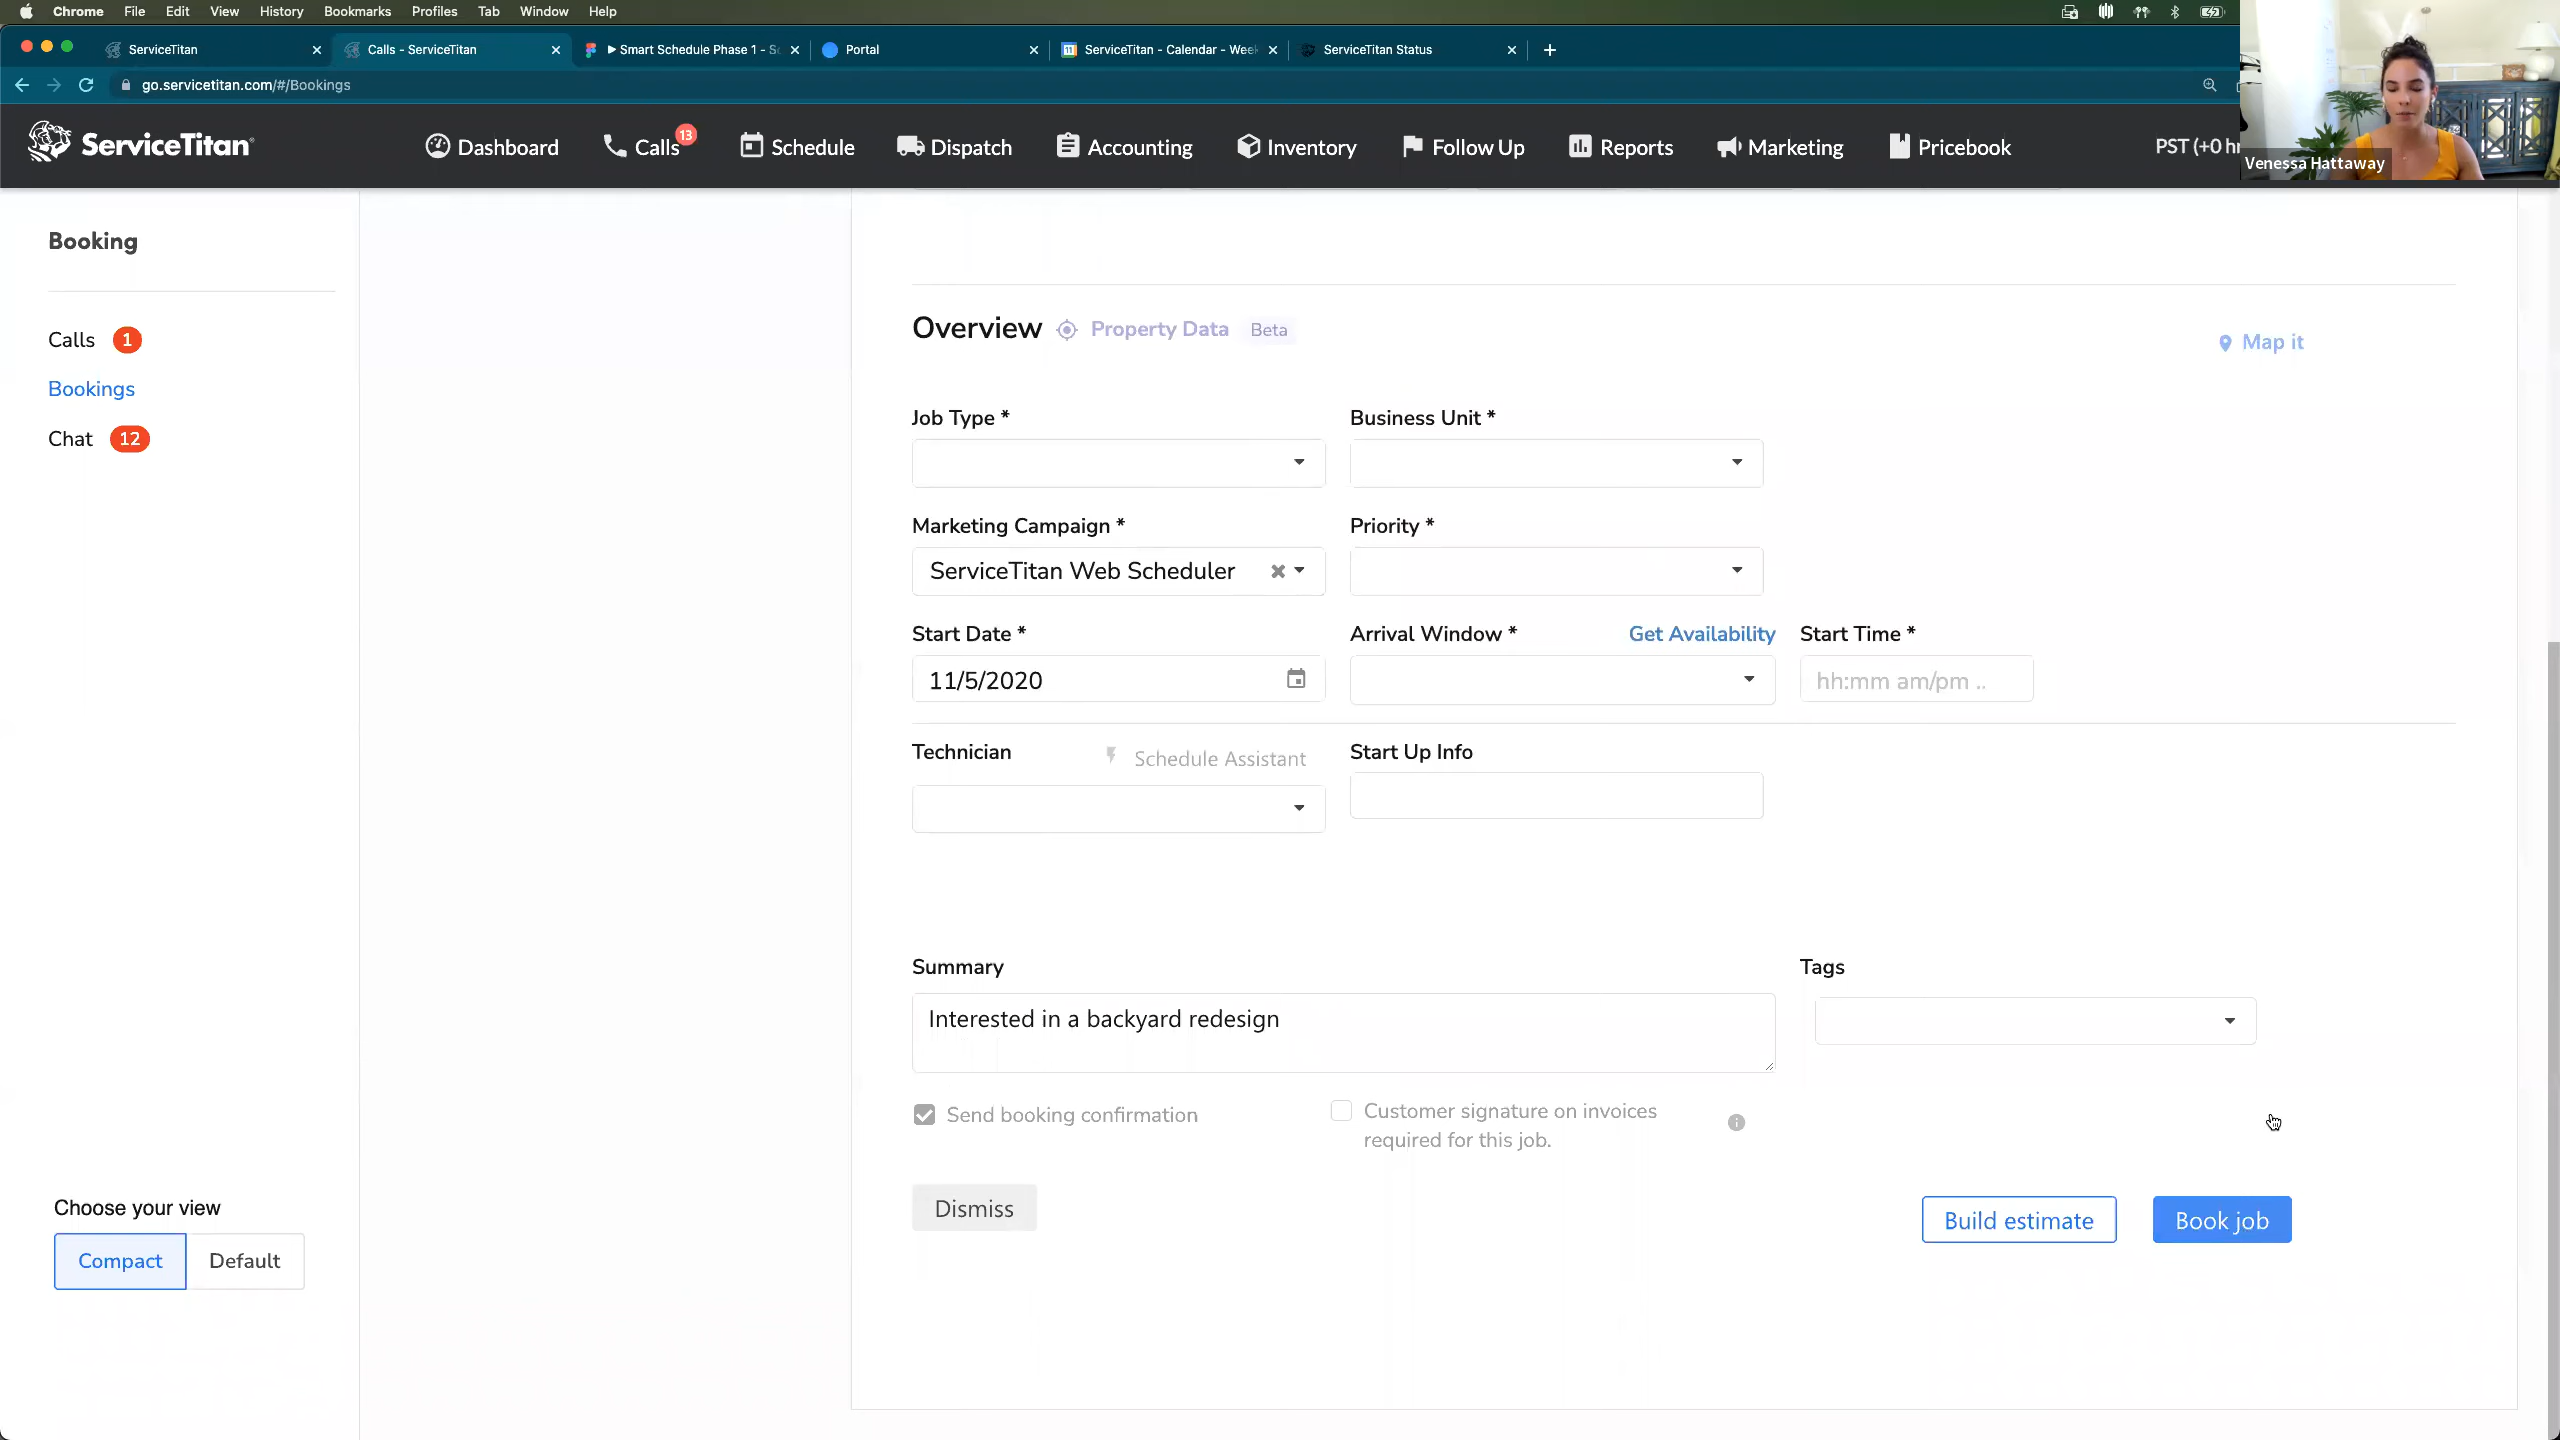 Chrome File Edit View History Bookmarks Profiles Tab Window Help
ServiceTitan
Calls - ServiceTitan
Smart Schedule Phase 1 - S
Portal
ServiceTitan - Calendar - Wee
ServiceTitan Status
go.servicetitan.com/#/Bookings
ServiceTitan
Dashboard
Calls 13
Schedule
Dispatch
Accounting
Inventory
Follow Up
Reports
Marketing
Pricebook
PST (+0 hr
Venessa Hattaway
Booking
Calls 1
Bookings
Chat 12
Choose your view
Compact Default
Overview Property Data Beta
Map it
Job Type * Business Unit *
Marketing Campaign * Priority *
ServiceTitan Web Scheduler
Start Date * Arrival Window * Get Availability Start Time *
11/5/2020 hh:mm am/pm ..
Technician Schedule Assistant Start Up Info
Summary Tags
Interested in a backyard redesign
Send booking confirmation
Customer signature on invoices
required for this job.
Dismiss
Build estimate Book job